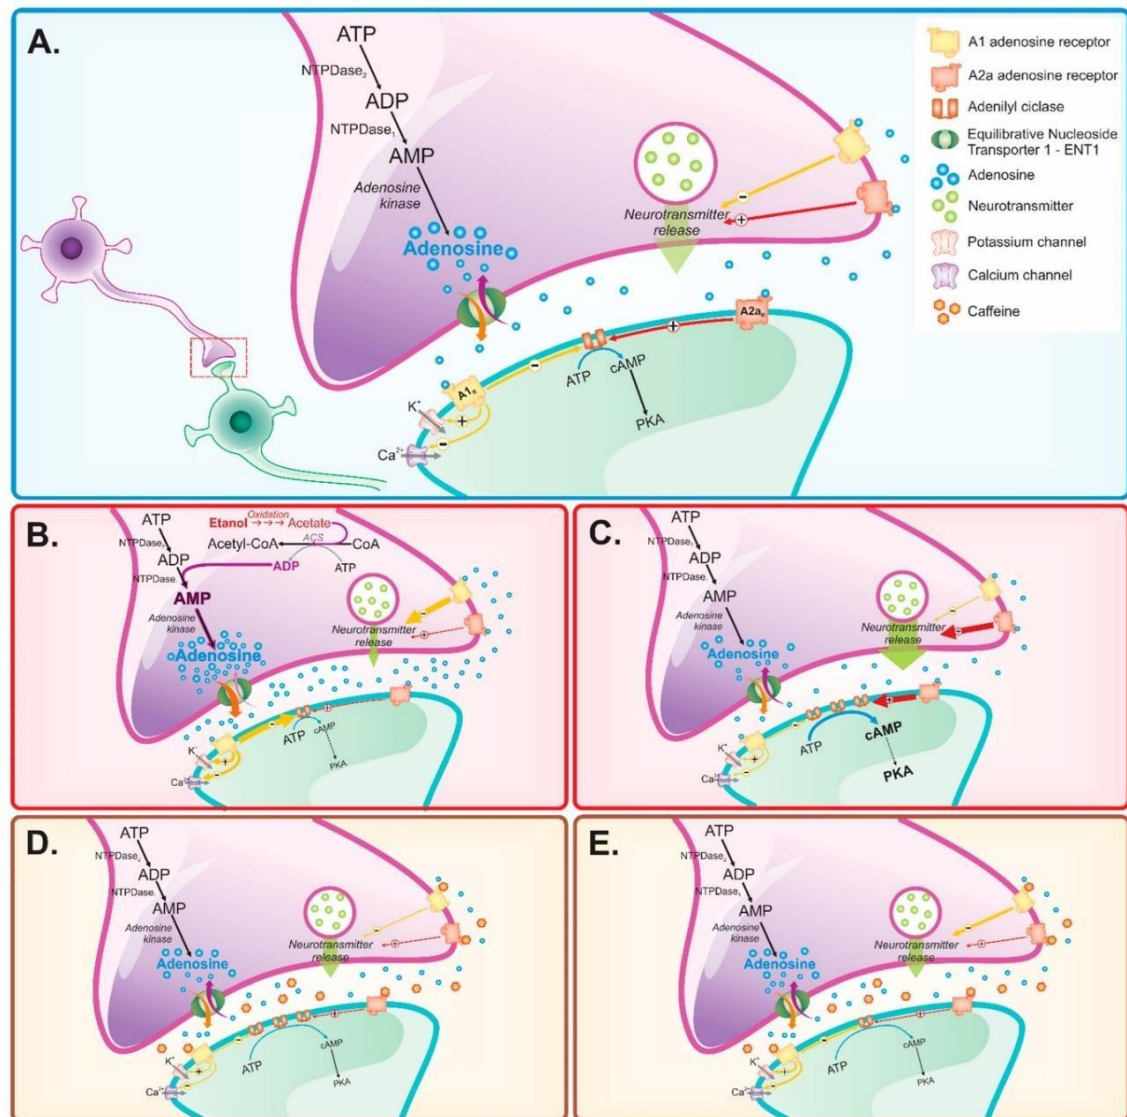 A.
ATP
NTPDase₂
ADP
NTPDase₁
AMP
Adenosine
kinase
Adenosine
Neurotransmitter
release
−
+
A2aR
+
−
A1R
ATP
cAMP
PKA
K⁺
+
−
Ca²⁺
A1 adenosine receptor
A2a adenosine receptor
Adenilyl ciclase
Equilibrative Nucleoside
Transporter 1 - ENT1
Adenosine
Neurotransmitter
Potassium channel
Calcium channel
Caffeine
B.
ATP
NTPDase
ADP
NTPDase
AMP
Adenosine
kinase
Adenosine
Oxidation
Etanol →→→ Acetate
Acetyl-CoA
ACS
CoA
ADP
ATP
Neurotransmitter
release
−
+
−
+
ATP
cAMP
PKA
K⁺
+
−
Ca²⁺
C.
ATP
NTPDase
ADP
NTPDase
AMP
Adenosine
kinase
Adenosine
Neurotransmitter
release
−
+
−
+
ATP
cAMP
PKA
K⁺
+
−
Ca²⁺
D.
ATP
NTPDase
ADP
NTPDase
AMP
Adenosine
kinase
Adenosine
Neurotransmitter
release
−
+
−
+
ATP
cAMP
PKA
K⁺
+
−
Ca²⁺
E.
ATP
NTPDase
ADP
NTPDase₁
AMP
Adenosine
kinase
Adenosine
Neurotransmitter
release
−
+
−
+
ATP
cAMP
PKA
K⁺
+
−
Ca²⁺